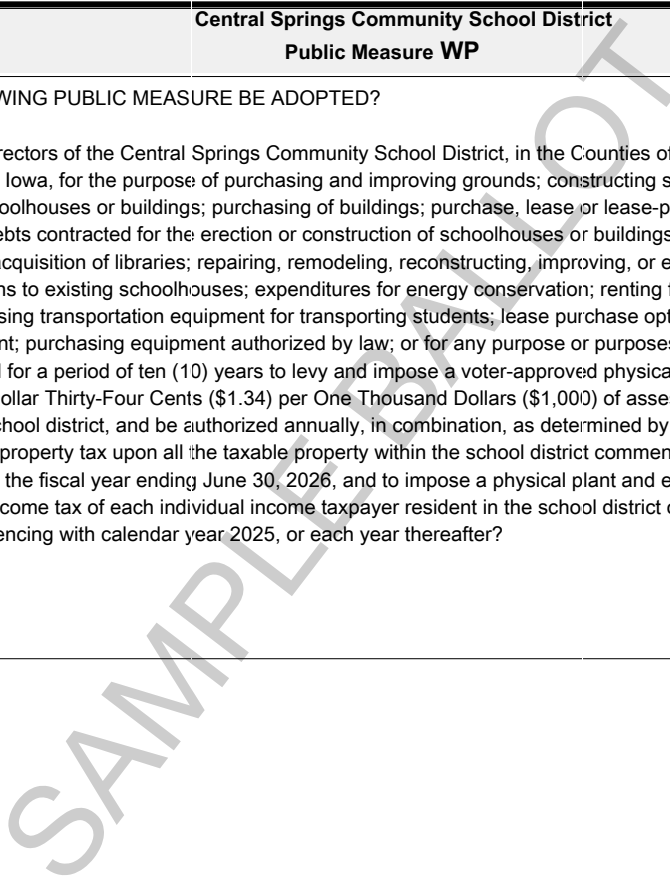 Central Springs Community School District
Public Measure WP
WING PUBLIC MEASURE BE ADOPTED?
rectors of the Central Springs Community School District, in the Counties of
Iowa, for the purpose of purchasing and improving grounds; constructing s
oolhouses or buildings; purchasing of buildings; purchase, lease or lease-p
ebts contracted for the erection or construction of schoolhouses or buildings
acquisition of libraries; repairing, remodeling, reconstructing, improving, or e
ns to existing schoolhouses; expenditures for energy conservation; renting f
sing transportation equipment for transporting students; lease purchase opt
nt; purchasing equipment authorized by law; or for any purpose or purposes
l for a period of ten (10) years to levy and impose a voter-approved physica
ollar Thirty-Four Cents ($1.34) per One Thousand Dollars ($1,000) of asse
chool district, and be authorized annually, in combination, as determined by
property tax upon all the taxable property within the school district commen
the fiscal year ending June 30, 2026, and to impose a physical plant and e
come tax of each individual income taxpayer resident in the school district o
encing with calendar year 2025, or each year thereafter?
SAMPLE BALLOT